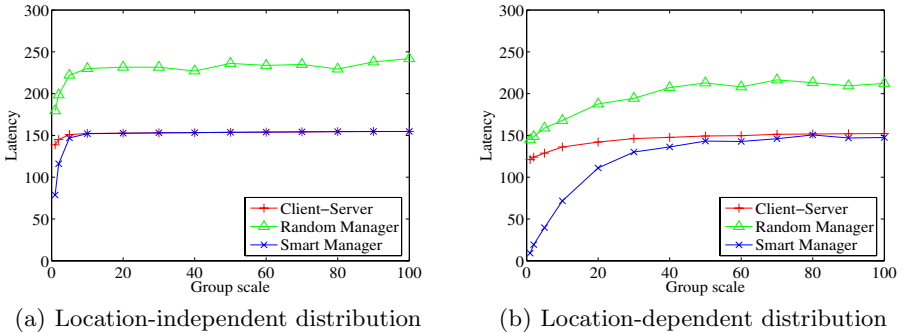 300
250
200
150
100
50
0
Latency
0
20
40
60
80
100
Group scale
Client–Server
Random Manager
Smart Manager
(a) Location-independent distribution
300
250
200
150
100
50
0
Latency
0
20
40
60
80
100
Group scale
Client–Server
Random Manager
Smart Manager
(b) Location-dependent distribution